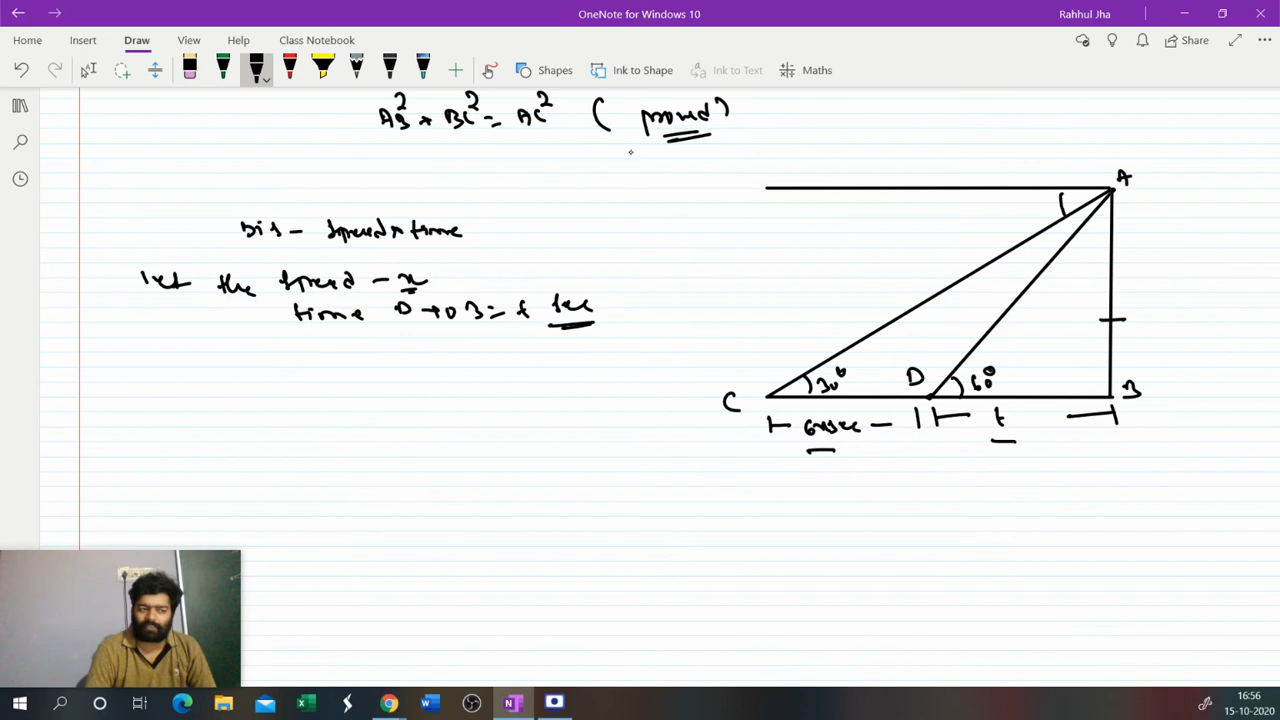 OneNote for Windows 10
Rahhul Jha
Home Insert Draw View Help Class Notebook
Share
Shapes Ink to Shape Ink to Text Maths
AB² + BC² = AC² ( proved)
Dis - Speed × time
let the speed - x
time D → B = t sec
A
C 30° D 60° B
6 sec t
16:56
15-10-2020